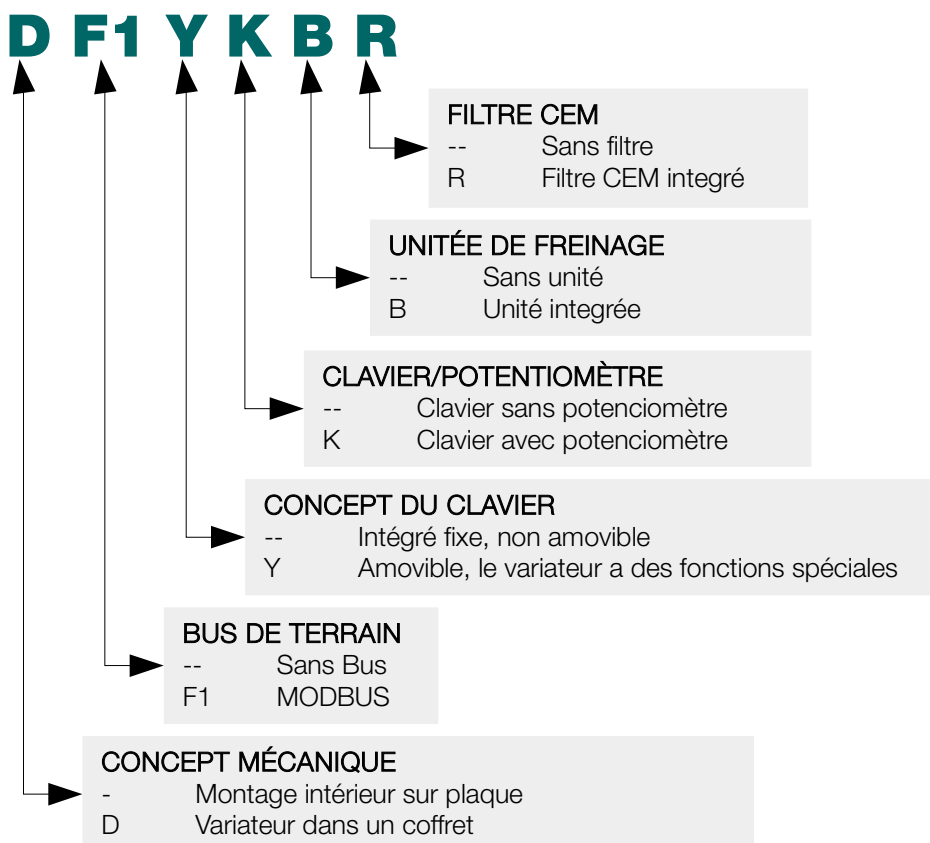 D F1 Y K B R
FILTRE CEM
-- Sans filtre
R Filtre CEM integré
UNITÉE DE FREINAGE
-- Sans unité
B Unité integrée
CLAVIER/POTENTIOMÈTRE
-- Clavier sans potenciomètre
K Clavier avec potenciomètre
CONCEPT DU CLAVIER
-- Intégré fixe, non amovible
Y Amovible, le variateur a des fonctions spéciales
BUS DE TERRAIN
-- Sans Bus
F1 MODBUS
CONCEPT MÉCANIQUE
- Montage intérieur sur plaque
D Variateur dans un coffret